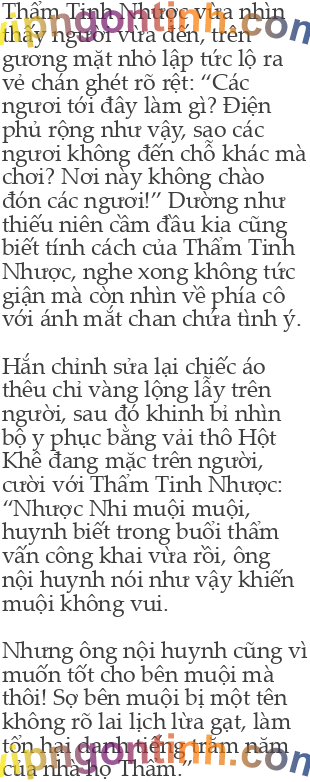 Thẩm Tinh Nhược vừa nhìn
thấy người vừa đến, trên
gương mặt nhỏ lập tức lộ ra
vẻ chán ghét rõ rệt: “Các
ngươi tới đây làm gì? Điện
phủ rộng như vậy, sao các
ngươi không đến chỗ khác mà
chơi? Nơi này không chào
đón các ngươi!” Dường như
thiếu niên cầm đầu kia cũng
biết tính cách của Thẩm Tinh
Nhược, nghe xong không tức
giận mà còn nhìn về phía cô
với ánh mắt chan chứa tình ý.
Hắn chỉnh sửa lại chiếc áo
thêu chỉ vàng lộng lẫy trên
người, sau đó khinh bỉ nhìn
bộ y phục bằng vải thô Hột
Khê đang mặc trên người,
cười với Thẩm Tinh Nhược:
“Nhược Nhi muội muội,
huynh biết trong buổi thẩm
vấn công khai vừa rồi, ông
nội huynh nói như vậy khiến
muội không vui.
Nhưng ông nội huynh cũng vì
muốn tốt cho bên muội mà
thôi! Sợ bên muội bị một tên
không rõ lai lịch lừa gạt, làm
tổn hại danh tiếng trăm năm
của nhà họ Thẩm.”
vipngontinh.com
vipngontinh.com